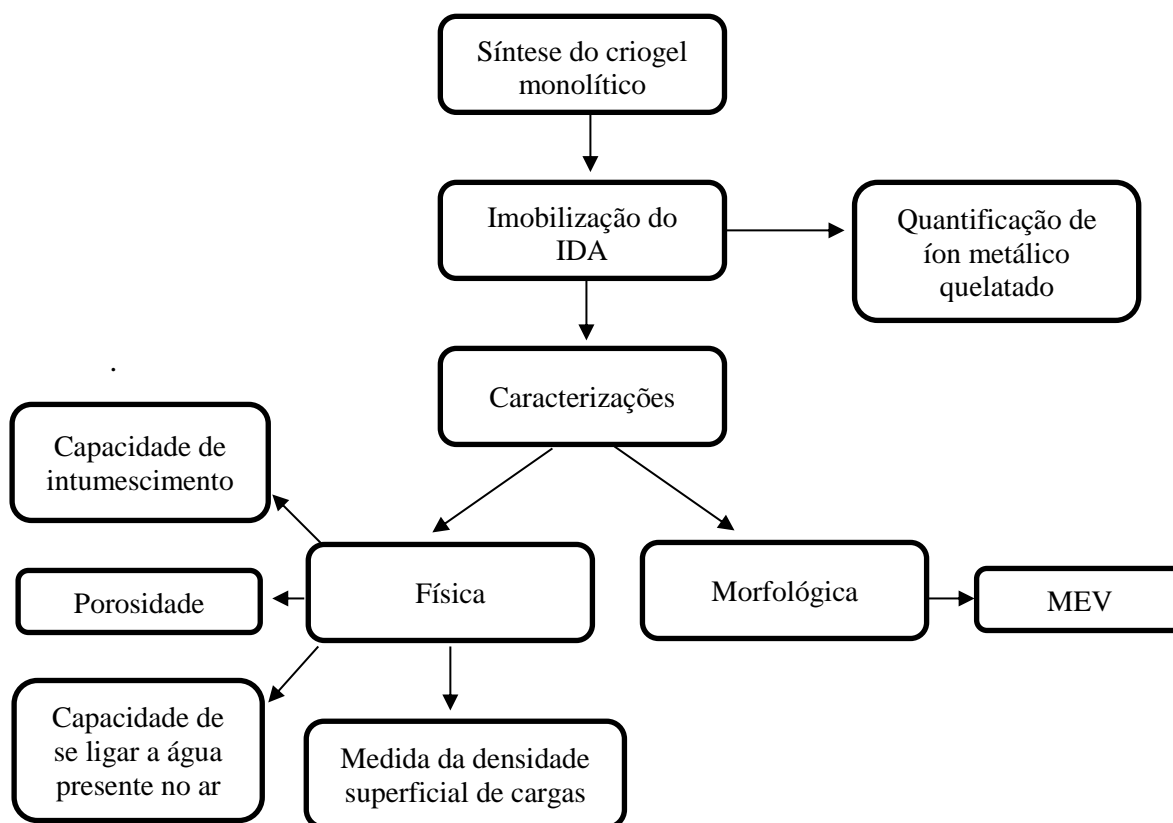 Síntese do criogel
monolítico
Imobilização do
IDA
Quantificação de
íon metálico
quelatado
.
Caracterizações
Capacidade de
intumescimento
Física
Morfológica
Porosidade
MEV
Capacidade de
se ligar a água
presente no ar
Medida da densidade
superficial de cargas